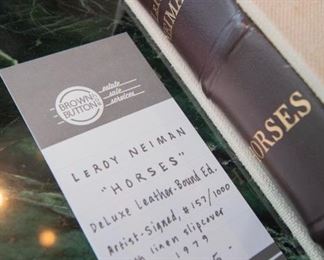 BROWN BUTTON
estate
sale
services
LEROY NEIMAN
"HORSES"
DeLuxe Leather-Bound Ed.
Artist-Signed, #157/1000
linen slipcover
1979
HORSES